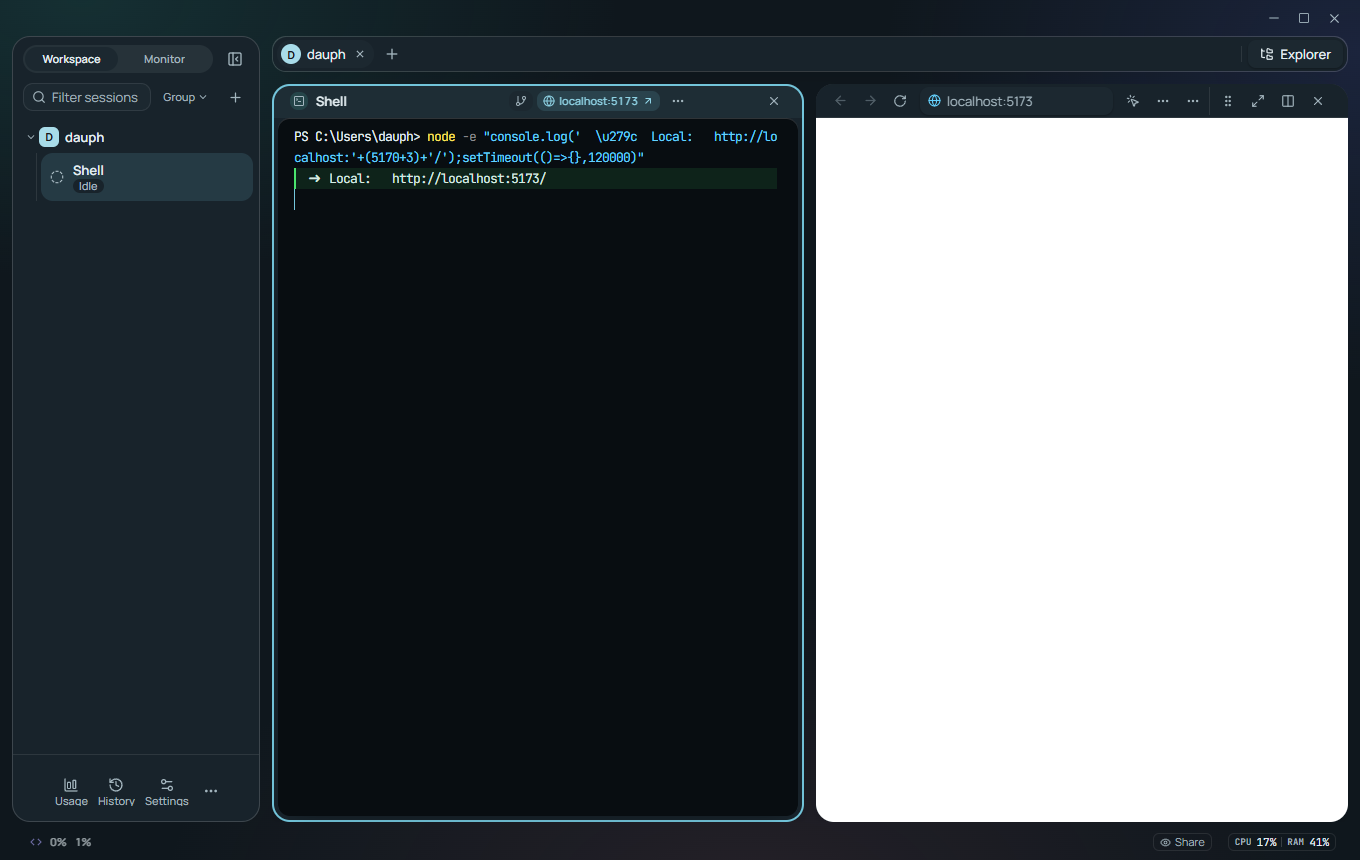 Workspace
Monitor
Filter sessions
Group
D dauph
Shell
Idle
Usage
History
Settings
0% 1%
D dauph
Explorer
Shell
localhost:5173
PS C:\Users\dauph> node -e "console.log('  \u279c  Local:   http://lo
calhost:'+(5170+3)+'/');setTimeout(()=>{},120000)"
➜ Local:   http://localhost:5173/
localhost:5173
Share
CPU 17% RAM 41%